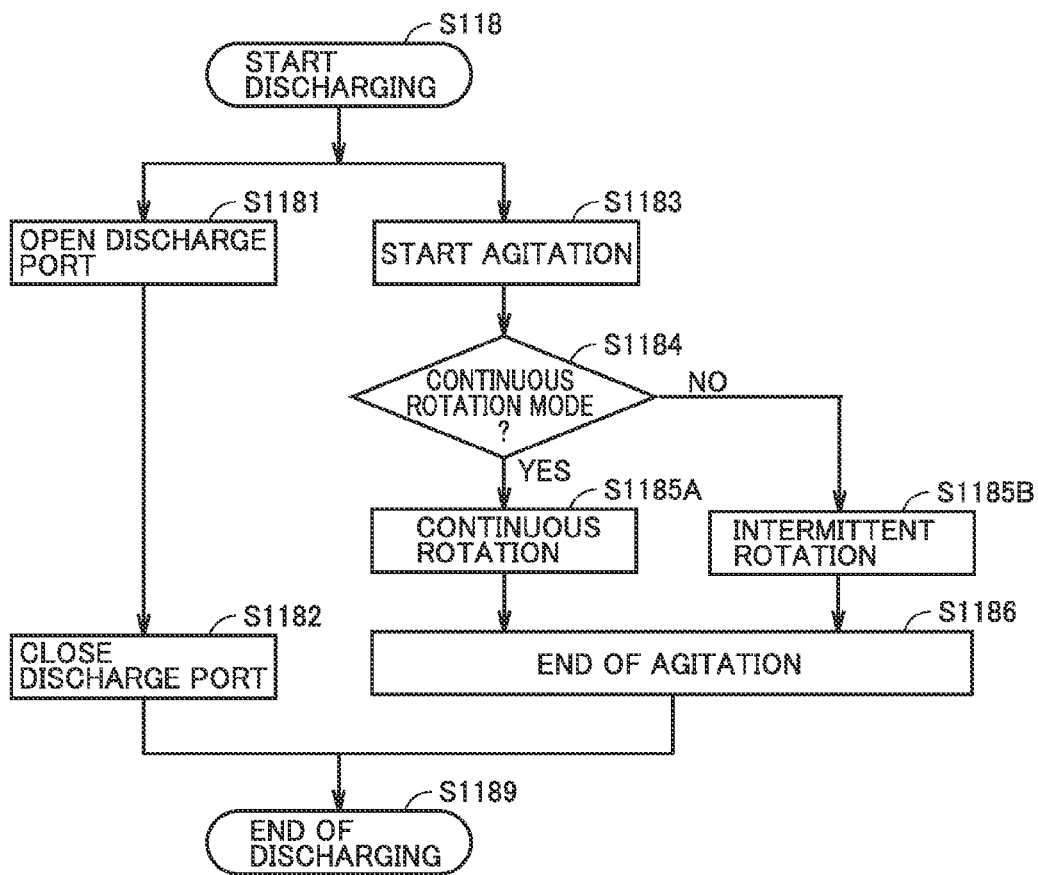 S118
START
DISCHARGING
S1181
OPEN DISCHARGE
PORT
S1183
START AGITATION
S1184
CONTINUOUS
ROTATION MODE
?
NO
YES
S1185A
CONTINUOUS
ROTATION
S1185B
INTERMITTENT
ROTATION
S1182
CLOSE
DISCHARGE PORT
S1186
END OF AGITATION
S1189
END OF
DISCHARGING